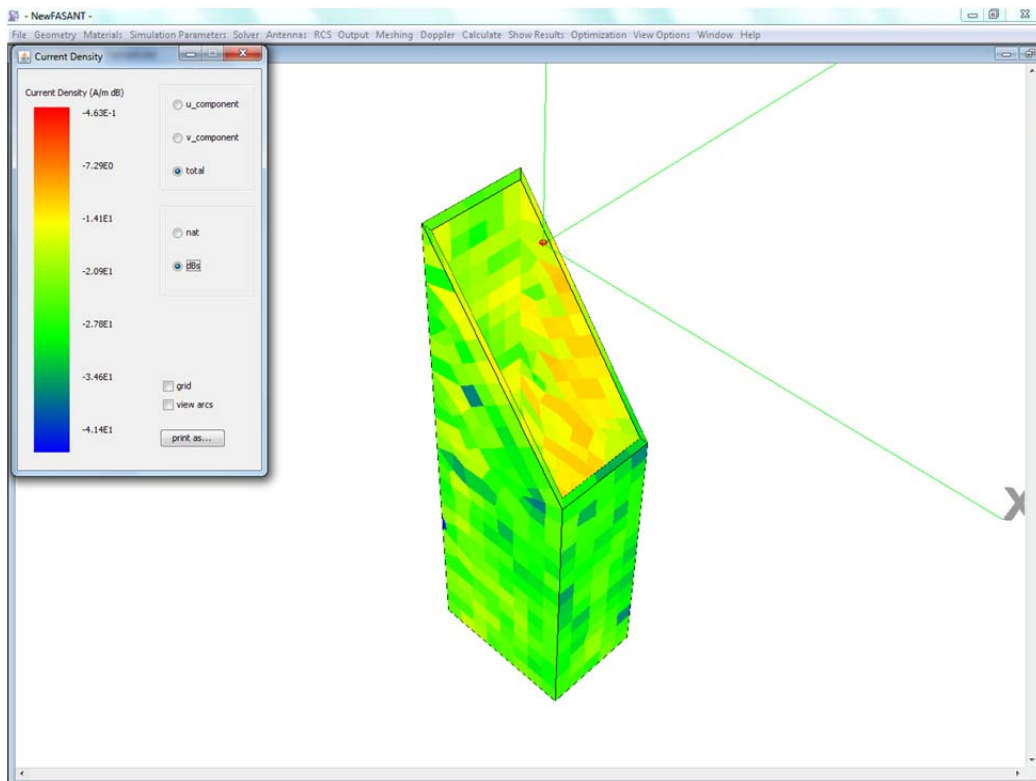 - NewFASANT -
File Geometry Materials Simulation Parameters Solver Antennas RCS Output Meshing Doppler Calculate Show Results Optimization View Options Window Help
Current Density
Current Density (A/m dB)
-4.63E-1
-7.29E0
-1.41E1
-2.09E1
-2.78E1
-3.46E1
-4.14E1
u_component
v_component
total
nat
dBs
grid
view arcs
print as...
X